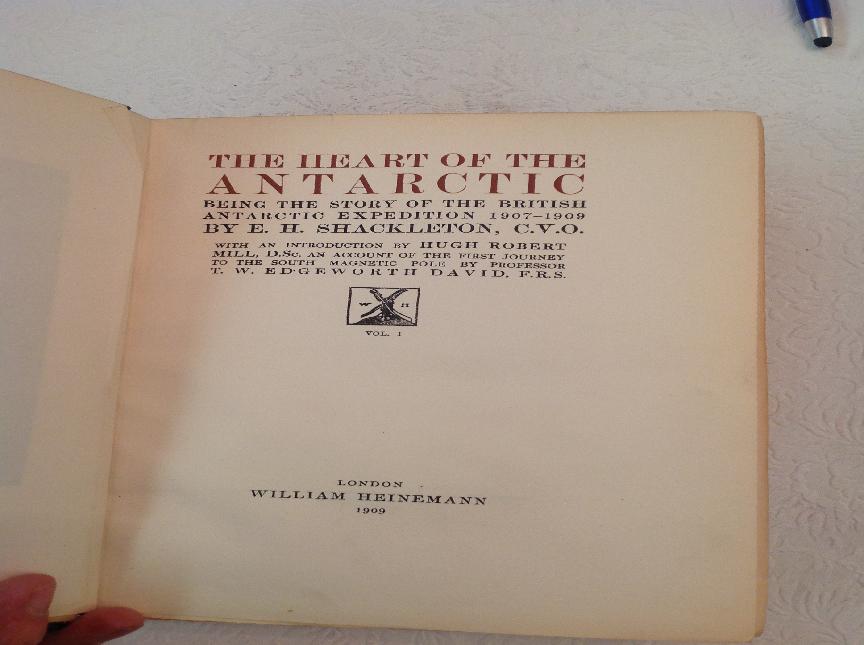 THE HEART OF THE
ANTARCTIC
BEING THE STORY OF THE BRITISH
ANTARCTIC EXPEDITION 1907-1909
BY E. H. SHACKLETON, C.V.O.
WITH AN INTRODUCTION BY HUGH ROBERT
MILL, D.Sc. AN ACCOUNT OF THE FIRST JOURNEY
TO THE SOUTH MAGNETIC POLE BY PROFESSOR
T. W. EDGEWORTH DAVID, F.R.S.
W H
VOL. I
LONDON
WILLIAM HEINEMANN
1909